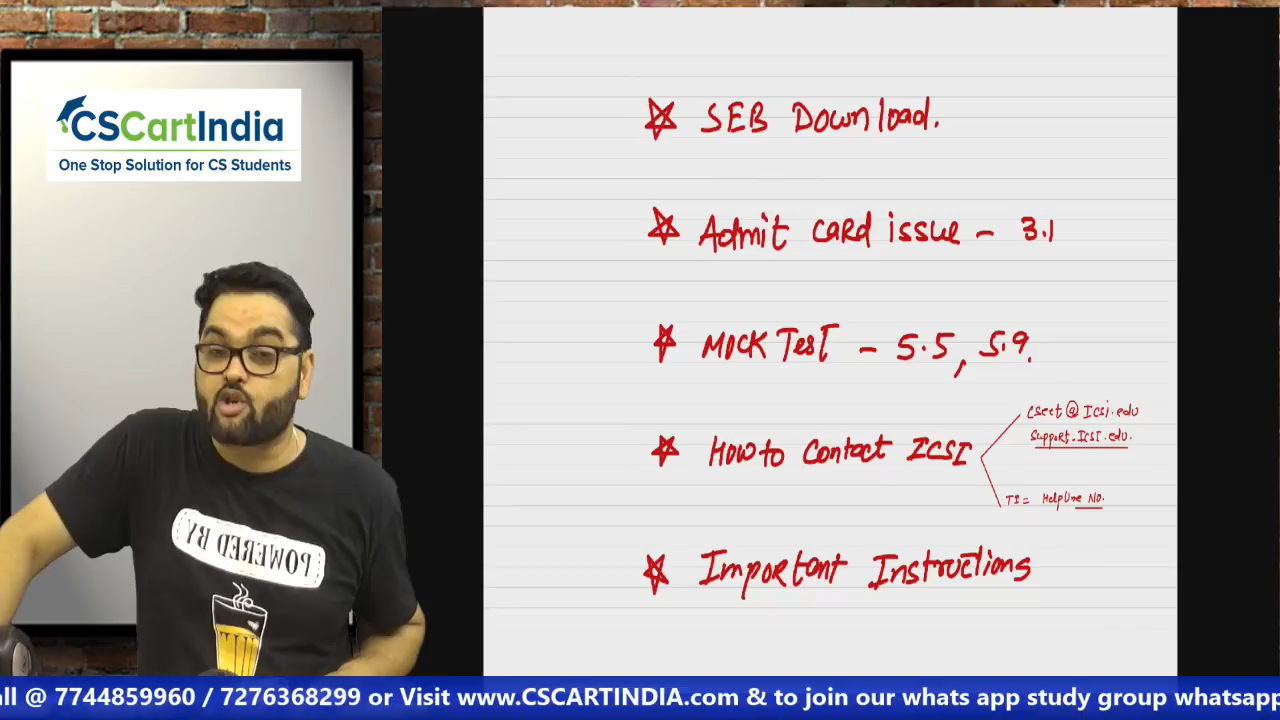 CSCartIndia
One Stop Solution for CS Students
SEB Download.
Admit card issue - 3.1
Mock Test - 5.5, 5.9.
How to Contact ICSI
cseet@Icsi.edu
Support.ICSI.edu.
= Helpline No.
Important Instructions
POWERED BY
all @ 7744859960 / 7276368299 or Visit www.CSCARTINDIA.com & to join our whats app study group whatsapp